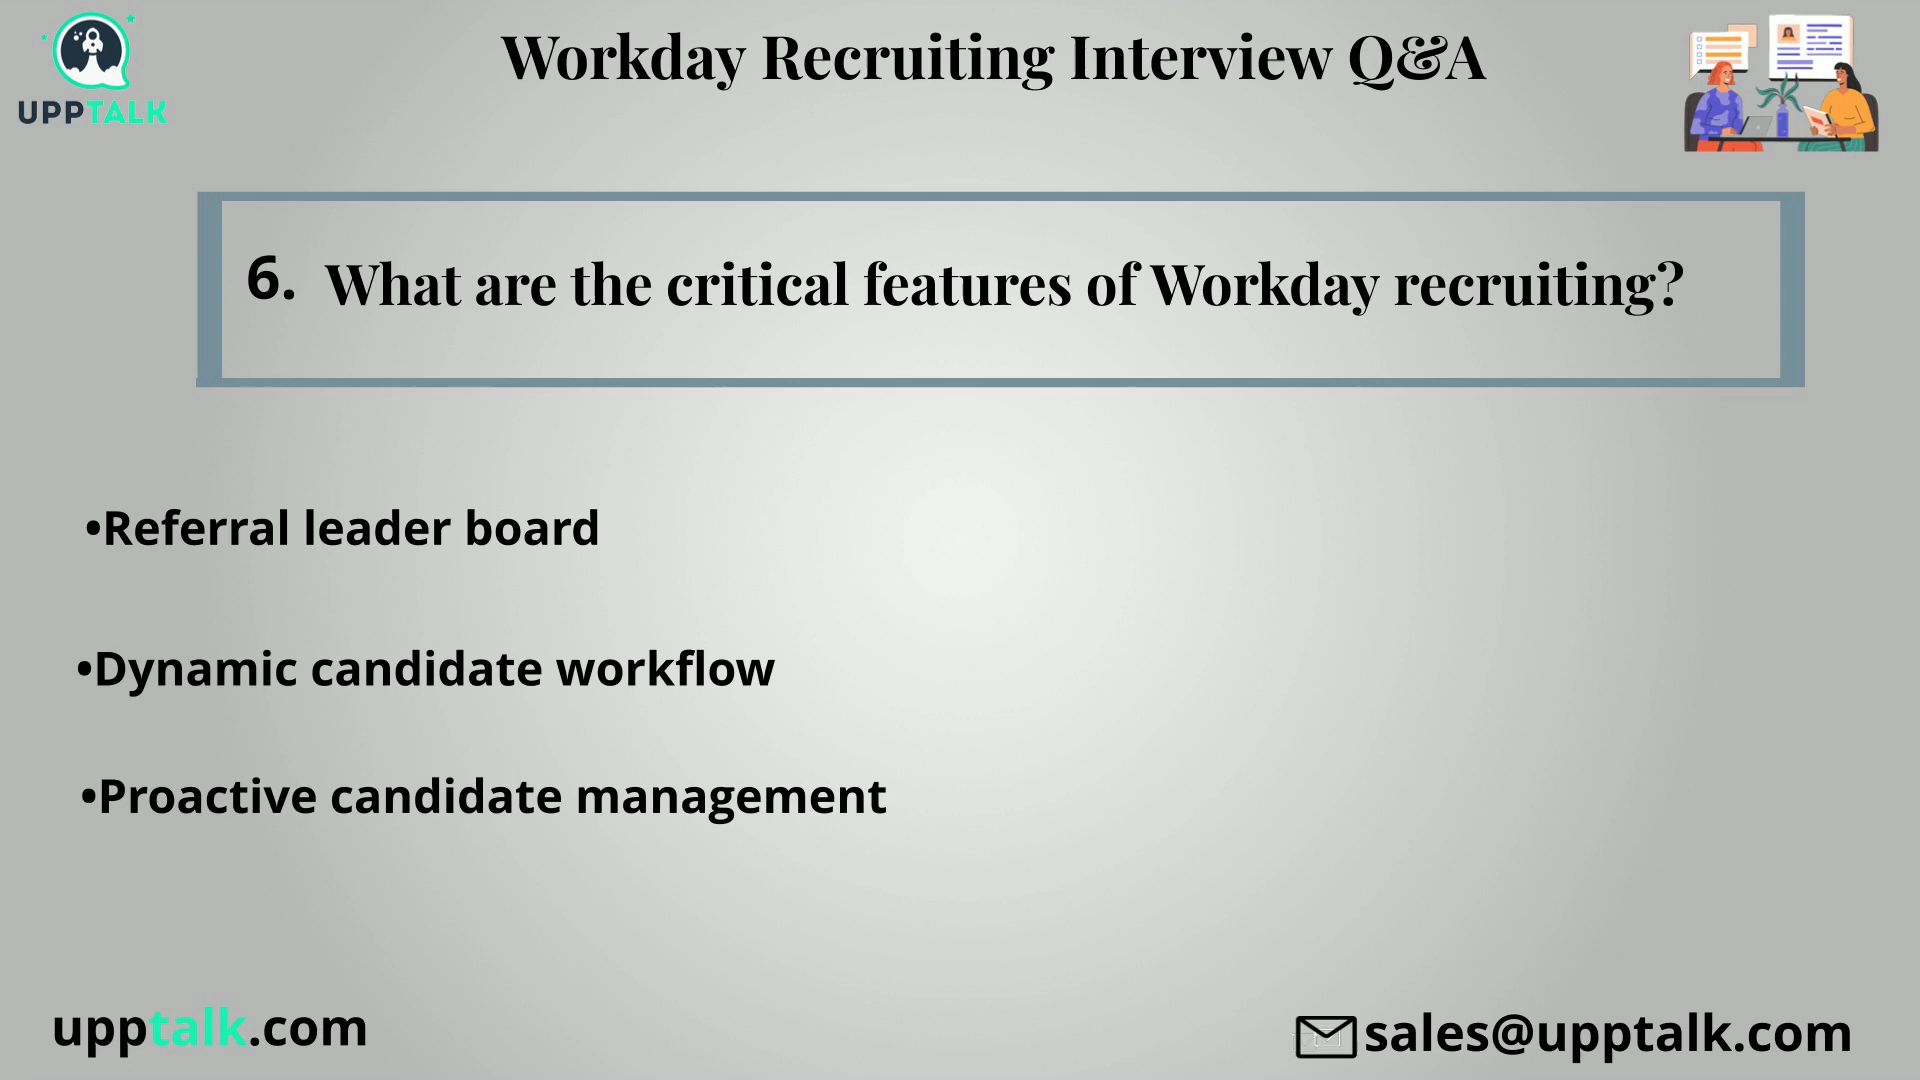 UPPTALK
Workday Recruiting Interview Q&A
6. What are the critical features of Workday recruiting?
•Referral leader board
•Dynamic candidate workflow
•Proactive candidate management
upptalk.com
sales@upptalk.com